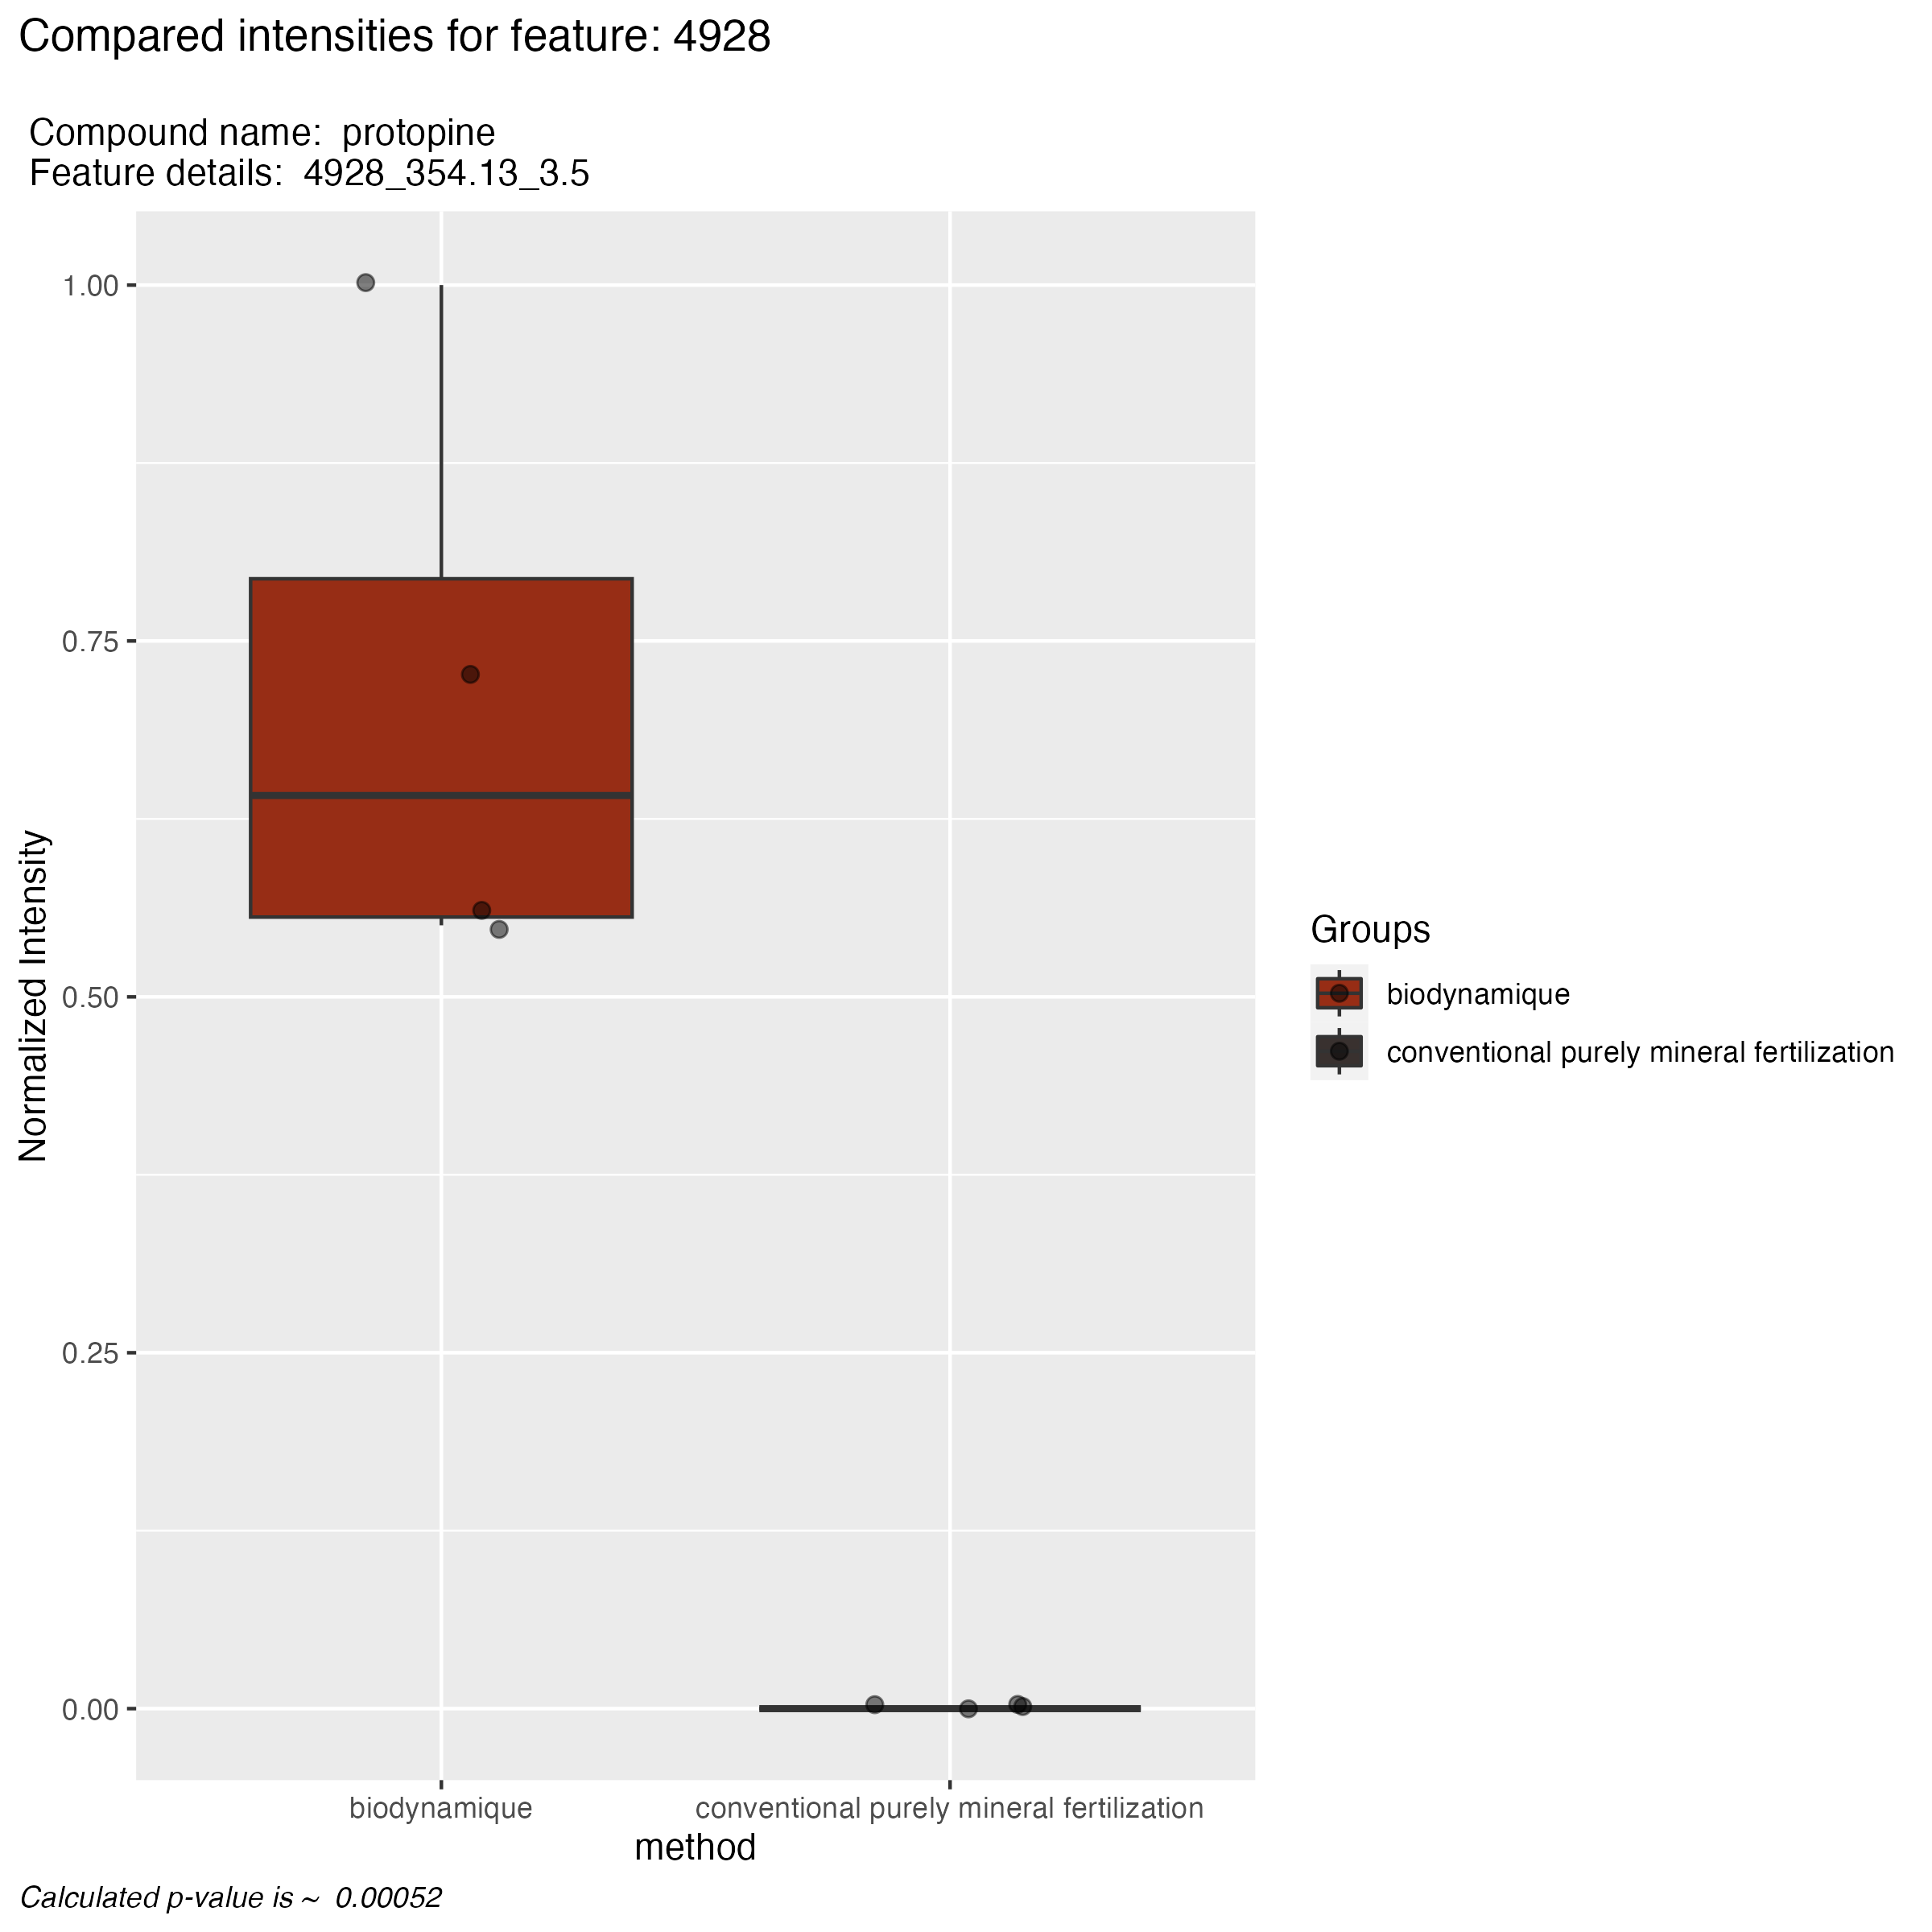 Compared intensities for feature: 4928
Compound name:  protopine
Feature details:  4928_354.13_3.5
Normalized Intensity
1.00
0.75
0.50
0.25
0.00
biodynamique
conventional purely mineral fertilization
method
Groups
biodynamique
conventional purely mineral fertilization
Calculated p-value is ~  0.00052